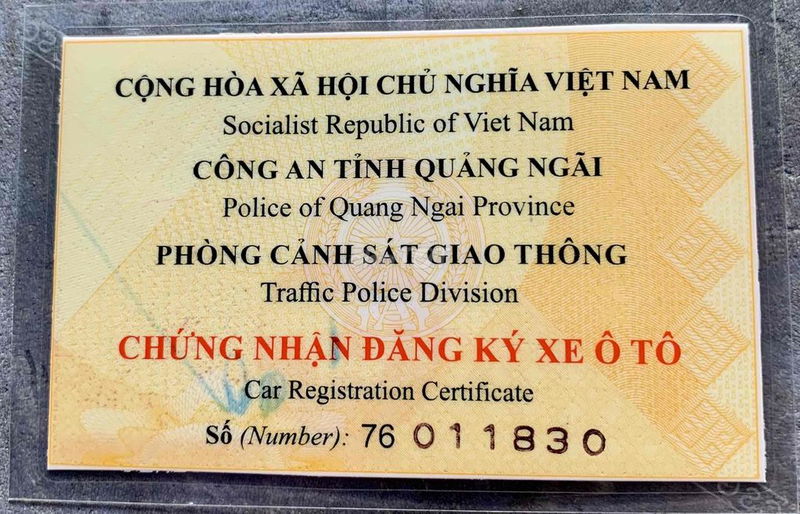 CỘNG HÒA XÃ HỘI CHỦ NGHĨA VIỆT NAM
Socialist Republic of Viet Nam
CÔNG AN TỈNH QUẢNG NGÃI
Police of Quang Ngai Province
PHÒNG CẢNH SÁT GIAO THÔNG
Traffic Police Division
CHỨNG NHẬN ĐĂNG KÝ XE Ô TÔ
Car Registration Certificate
Số (Number): 76 011830